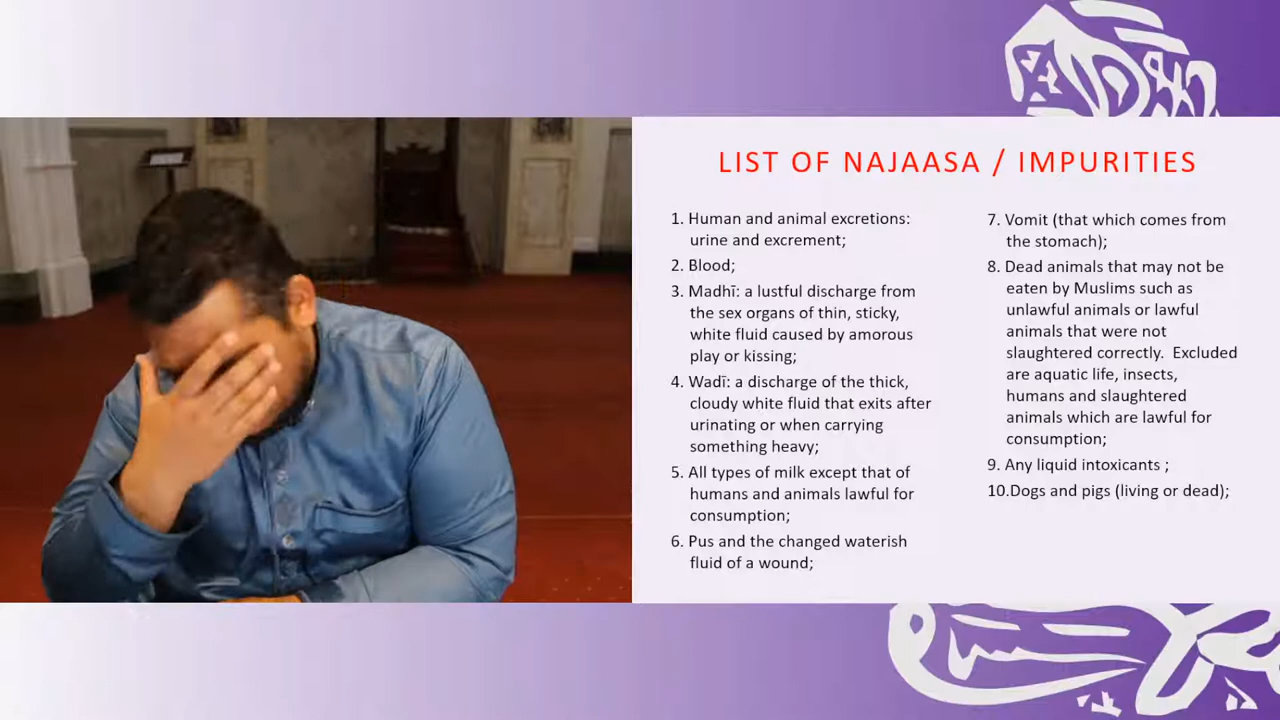 LIST OF NAJAASA / IMPURITIES
1. Human and animal excretions:
urine and excrement;
2. Blood;
3. Madhī: a lustful discharge from
the sex organs of thin, sticky,
white fluid caused by amorous
play or kissing;
4. Wadī: a discharge of the thick,
cloudy white fluid that exits after
urinating or when carrying
something heavy;
5. All types of milk except that of
humans and animals lawful for
consumption;
6. Pus and the changed waterish
fluid of a wound;
7. Vomit (that which comes from
the stomach);
8. Dead animals that may not be
eaten by Muslims such as
unlawful animals or lawful
animals that were not
slaughtered correctly.  Excluded
are aquatic life, insects,
humans and slaughtered
animals which are lawful for
consumption;
9. Any liquid intoxicants ;
10.Dogs and pigs (living or dead);